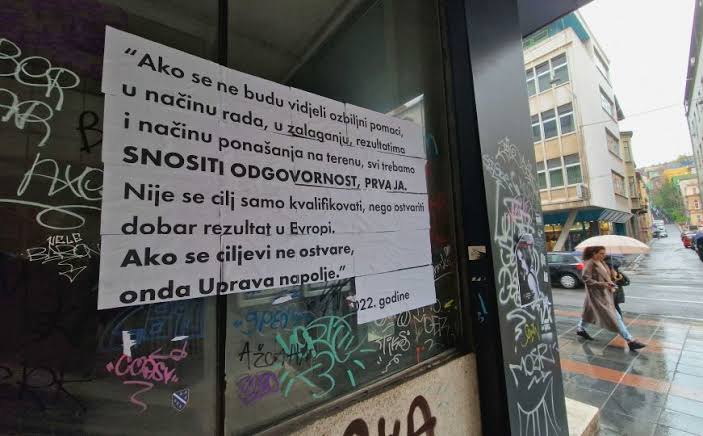 "Ako se ne budu vidjeli ozbiljni pomaci,
u načinu rada, u zalaganju, rezultatima
i načinu ponašanja na terenu, svi trebamo
SNOSITI ODGOVORNOST, PRVA JA.
Nije se cilj samo kvalifikovati, nego ostvariti
dobar rezultat u Evropi.
Ako se ciljevi ne ostvare,
onda Uprava napolje."
022. godine